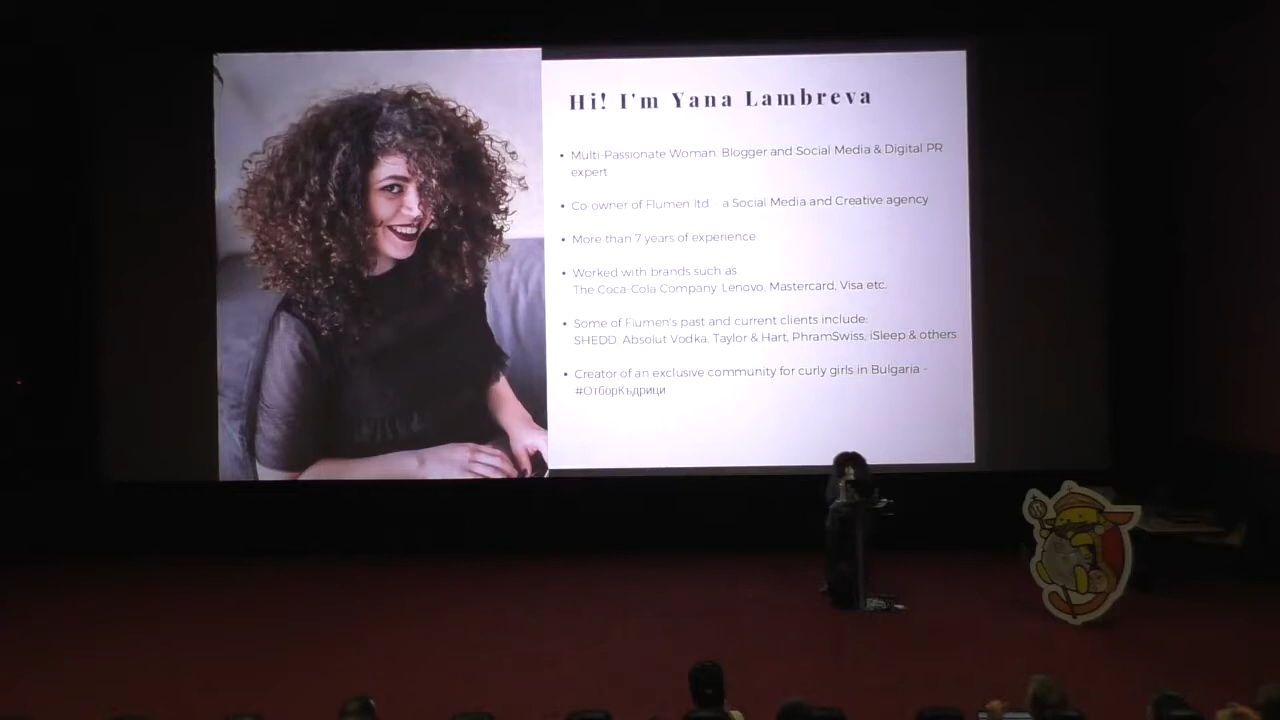 Hi! I'm Yana Lambreva
• Multi-Passionate Woman, Blogger and Social Media & Digital PR
expert
• Co-owner of Flumen ltd. - a Social Media and Creative agency
• More than 7 years of experience
• Worked with brands such as:
The Coca-Cola Company, Lenovo, Mastercard, Visa etc.
• Some of Flumen's past and current clients include:
SHEDD, Absolut Vodka, Taylor & Hart, PhramSwiss, iSleep & others
• Creator of an exclusive community for curly girls in Bulgaria -
#ОтборКъдрици